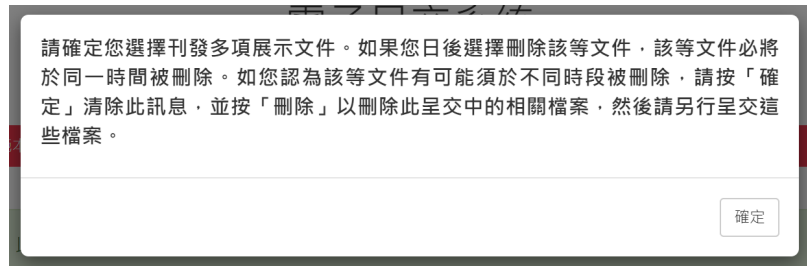 請確定您選擇刊發多項展示文件。如果您日後選擇刪除該等文件，該等文件必將
於同一時間被刪除。如您認為該等文件有可能須於不同時段被刪除，請按「確
定」清除此訊息，並按「刪除」以刪除此呈交中的相關檔案，然後請另行呈交這
些檔案。
確定